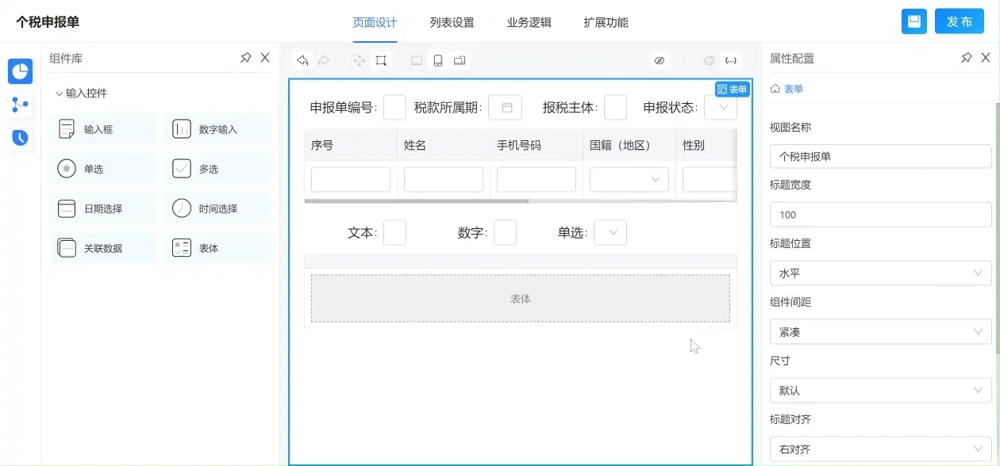 个税申报单
页面设计
列表设置
业务逻辑
扩展功能
发布
组件库
输入控件
输入框
数字输入
单选
多选
日期选择
时间选择
关联数据
表体
表单
申报单编号:
税款所属期:
报税主体:
申报状态:
序号
姓名
手机号码
国籍（地区）
性别
文本:
数字:
单选:
表体
属性配置
表单
视图名称
个税申报单
标题宽度
100
标题位置
水平
组件间距
紧凑
尺寸
默认
标题对齐
右对齐